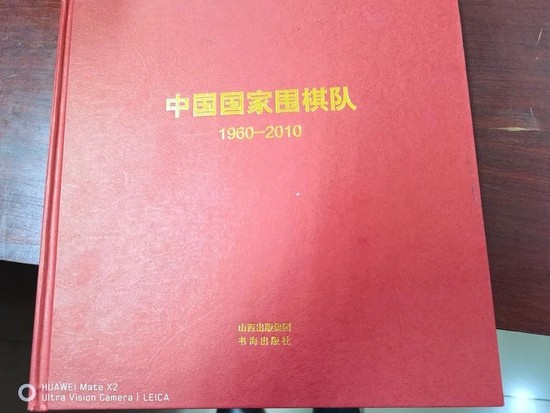 中国国家围棋队
1960-2010
山西出版集团
书海出版社
HUAWEI Mate X2
Ultra Vision Camera | LEICA